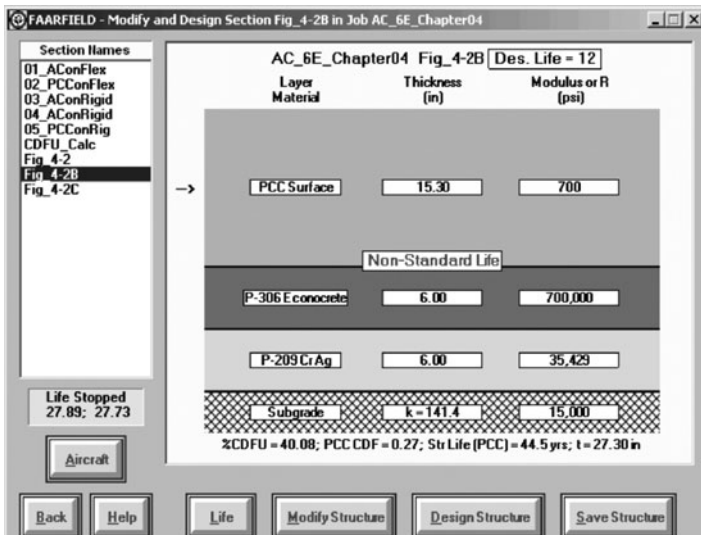 FAARFIELD - Modify and Design Section Fig_4-2B in Job AC_6E_Chapter04
Section Names
01_AConFlex
02_PCConFlex
03_AConRigid
04_AConRigid
05_PCConRig
CDFU_Calc
Fig_4-2
Fig_4-2B
Fig_4-2C
Life Stopped
27.89; 27.73
Aircraft
AC_6E_Chapter04 Fig_4-2B Des. Life = 12
Layer Material Thickness (in) Modulus or R (psi)
--> PCC Surface 15.30 700
Non-Standard Life
P-306 Econocrete 6.00 700,000
P-209 Cr Ag 6.00 35,429
Subgrade k = 141.4 15,000
%CDFU = 40.08; PCC CDF = 0.27; Str Life (PCC) = 44.5 yrs; t = 27.30 in
Back Help Life Modify Structure Design Structure Save Structure